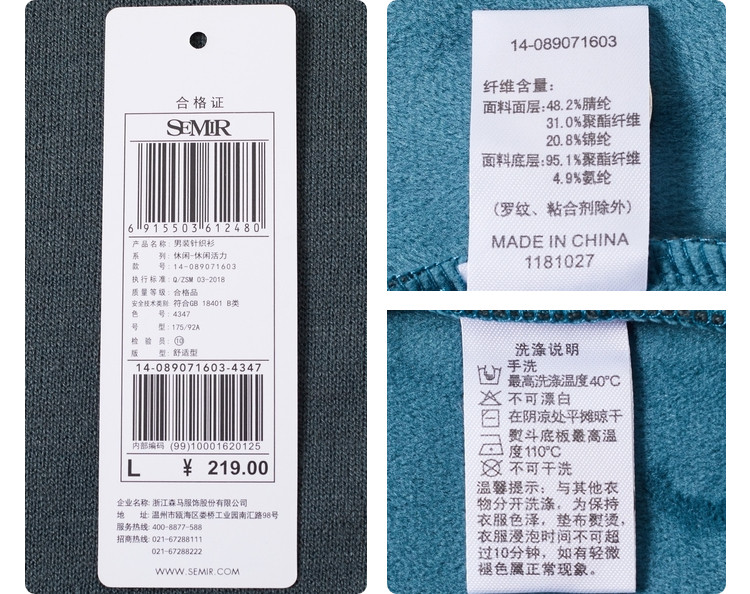 合格证
SEMIR
6 915503 612480
产品名称：男装针织衫
系 列：休闲-休闲活力
款 号：14-089071603
执行标准：Q/ZSM 03-2018
质量等级：合格品
安全技术类别 符合GB 18401 B类
色 号：4347
号 型：175/92A
检 验 员：⑩
版 型：舒适型
14-089071603-4347
内部编码 (99)10001620125
L ¥ 219.00
企业名称：浙江森马服饰股份有限公司
地 址：温州市瓯海区娄桥工业园南汇路98号
服务热线：400-8877-588
招商热线：021-67288111
021-67288222
WWW.SEMIR.COM
14-089071603
纤维含量：
面料面层：48.2%腈纶
31.0%聚酯纤维
20.8%锦纶
面料底层：95.1%聚酯纤维
4.9%氨纶
（罗纹、粘合剂除外）
MADE IN CHINA
1181027
洗涤说明
手洗
最高洗涤温度40℃
不可漂白
在阴凉处平摊晾干
熨斗底板最高温
度110℃
不可干洗
温馨提示：与其他衣
物分开洗涤，为保持
衣服色泽，垫布熨烫，
衣服浸泡时间不可超
过10分钟，如有轻微
褪色属正常现象。